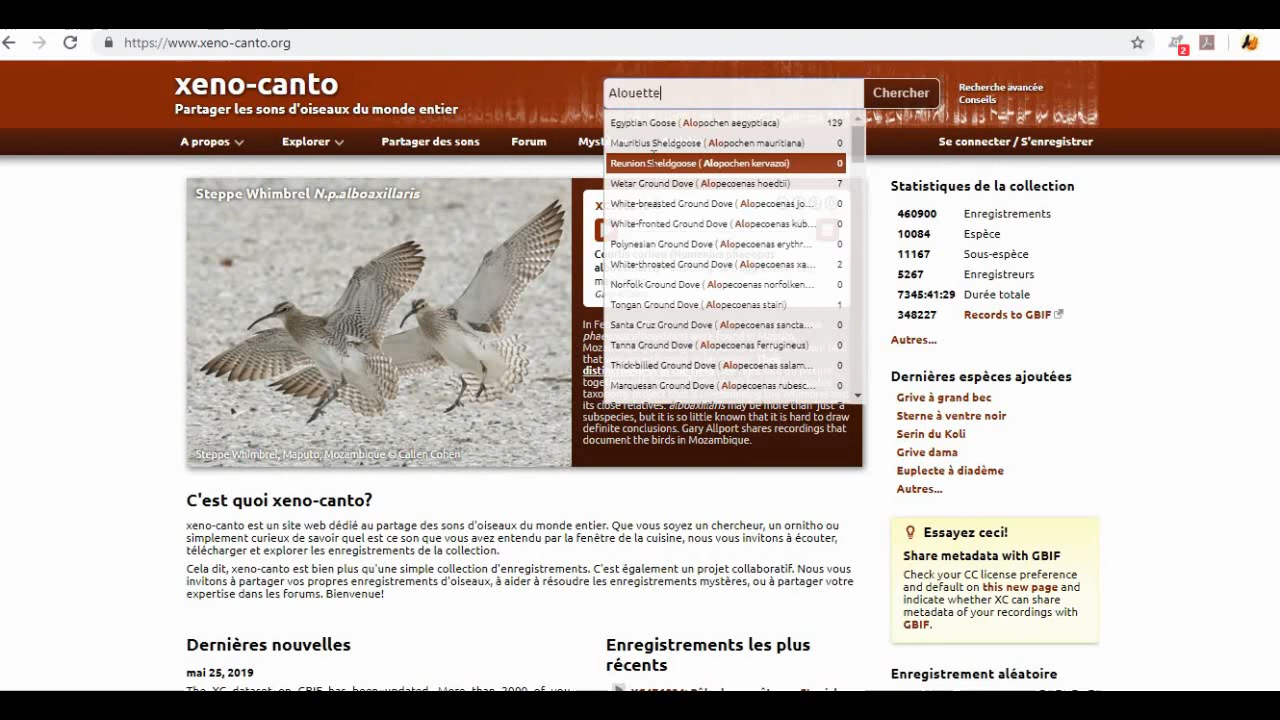 https://www.xeno-canto.org
2
xeno-canto
Partager les sons d'oiseaux du monde entier
Alouette
Chercher
Recherche avancée
Conseils
A propos
Explorer
Partager des sons
Forum
Se connecter / S'enregistrer
Egyptian Goose ( Alopochen aegyptiaca) 129
Mauritius Sheldgoose ( Alopochen mauritiana) 0
Reunion Sheldgoose ( Alopochen kervazoi) 0
Wetar Ground Dove ( Alopecoenas hoedtii) 7
White-breasted Ground Dove ( Alopecoenas jo... 0
White-fronted Ground Dove ( Alopecoenas kub... 0
Polynesian Ground Dove ( Alopecoenas erythr... 0
White-throated Ground Dove ( Alopecoenas xa... 2
Norfolk Ground Dove ( Alopecoenas norfolken... 0
Tongan Ground Dove ( Alopecoenas stairi) 1
Santa Cruz Ground Dove ( Alopecoenas sancta... 0
Tanna Ground Dove ( Alopecoenas ferrugineus) 0
Thick-billed Ground Dove ( Alopecoenas salam... 0
Marquesan Ground Dove ( Alopecoenas rubesc... 0
Steppe Whimbrel N.p.alboaxillaris
Steppe Whimbrel, Maputo, Mozambique © Callen Cohen
its close relatives. alboaxillaris may be more than just a
subspecies, but it is so little known that it is hard to draw
definite conclusions. Gary Allport shares recordings that
document the birds in Mozambique.
Statistiques de la collection
460900 Enregistrements
10084 Espèce
11167 Sous-espèce
5267 Enregistreurs
7345:41:29 Durée totale
348227 Records to GBIF
Autres...
Dernières espèces ajoutées
Grive à grand bec
Sterne à ventre noir
Serin du Koli
Grive dama
Euplecte à diadème
Autres...
Essayez ceci!
Share metadata with GBIF
Check your CC license preference
and default on this new page and
indicate whether XC can share
metadata of your recordings with
GBIF.
Enregistrement aléatoire
C'est quoi xeno-canto?
xeno-canto est un site web dédié au partage des sons d'oiseaux du monde entier. Que vous soyez un chercheur, un ornitho ou
simplement curieux de savoir quel est ce son que vous avez entendu par la fenêtre de la cuisine, nous vous invitons à écouter,
télécharger et explorer les enregistrements de la collection.
Cela dit, xeno-canto est bien plus qu'une simple collection d'enregistrements. C'est également un projet collaboratif. Nous vous
invitons à partager vos propres enregistrements d'oiseaux, à aider à résoudre les enregistrements mystères, ou à partager votre
expertise dans les forums. Bienvenue!
Dernières nouvelles
mai 25, 2019
The XC dataset on GBIF has been updated. More than 2000 of you
Enregistrements les plus
récents